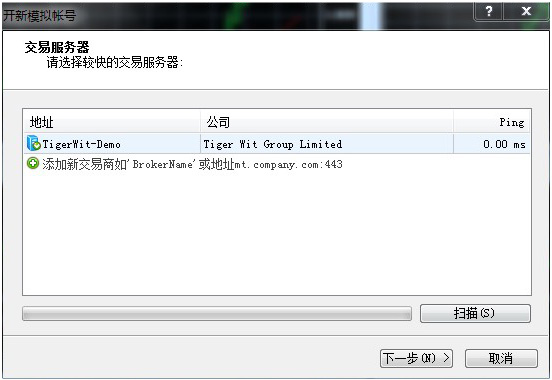 开新模拟帐号
交易服务器
请选择较快的交易服务器:
地址 公司 Ping
TigerWit-Demo Tiger Wit Group Limited 0.00 ms
添加新交易商如'BrokerName'或地址mt.company.com:443
扫描(S)
下一步(N) > 取消